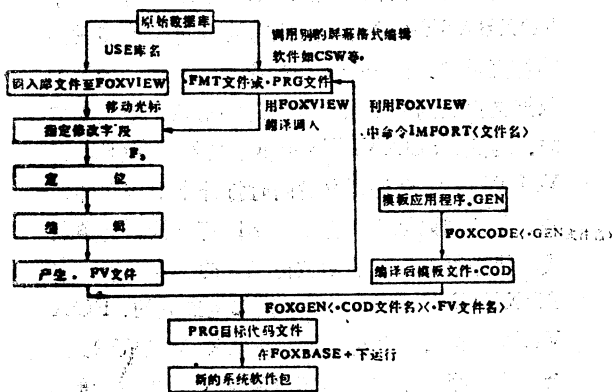 原始数据库
调用别的屏幕格式编辑
软件如CSW等.
USE库名
调入库文件至FOXVIEW
.FMT文件或.PRG文件
移动光标
用FOXVIEW
翻译调入
利用FOXVIEW
中命令IMPORT〈文件名〉
指定修改字段
F₃
定 位
模板应用程序.GEN
编 辑
FOXCODE〈.GEN文件名〉
产生. FV文件
编译后模板文件.COD
FOXGEN〈.COD文件名〉〈.FV文件名〉
PRG目标代码文件
在FOXBASE+下运行
新的系统软件包